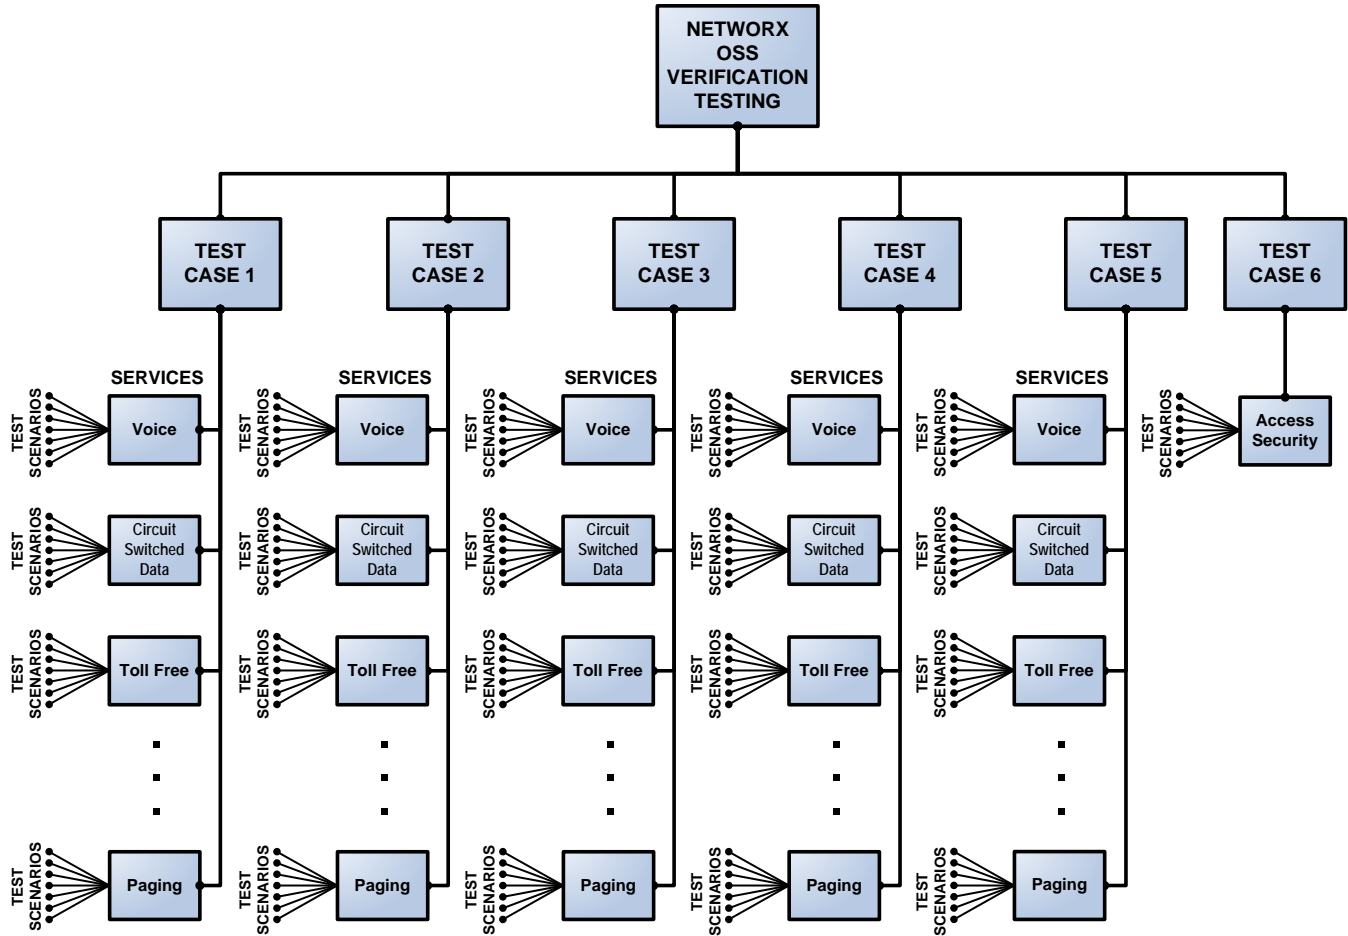 NETWORX
OSS
VERIFICATION
TESTING
TEST
CASE 1
TEST
CASE 2
TEST
CASE 3
TEST
CASE 4
TEST
CASE 5
TEST
CASE 6
SERVICES
SERVICES
SERVICES
SERVICES
SERVICES
TEST
SCENARIOS
Voice
TEST
SCENARIOS
Voice
TEST
SCENARIOS
Voice
TEST
SCENARIOS
Voice
TEST
SCENARIOS
Voice
TEST
SCENARIOS
Access
Security
TEST
SCENARIOS
Circuit
Switched
Data
TEST
SCENARIOS
Circuit
Switched
Data
TEST
SCENARIOS
Circuit
Switched
Data
TEST
SCENARIOS
Circuit
Switched
Data
TEST
SCENARIOS
Circuit
Switched
Data
TEST
SCENARIOS
Toll Free
TEST
SCENARIOS
Toll Free
TEST
SCENARIOS
Toll Free
TEST
SCENARIOS
Toll Free
TEST
SCENARIOS
Toll Free
TEST
SCENARIOS
Paging
TEST
SCENARIOS
Paging
TEST
SCENARIOS
Paging
TEST
SCENARIOS
Paging
TEST
SCENARIOS
Paging